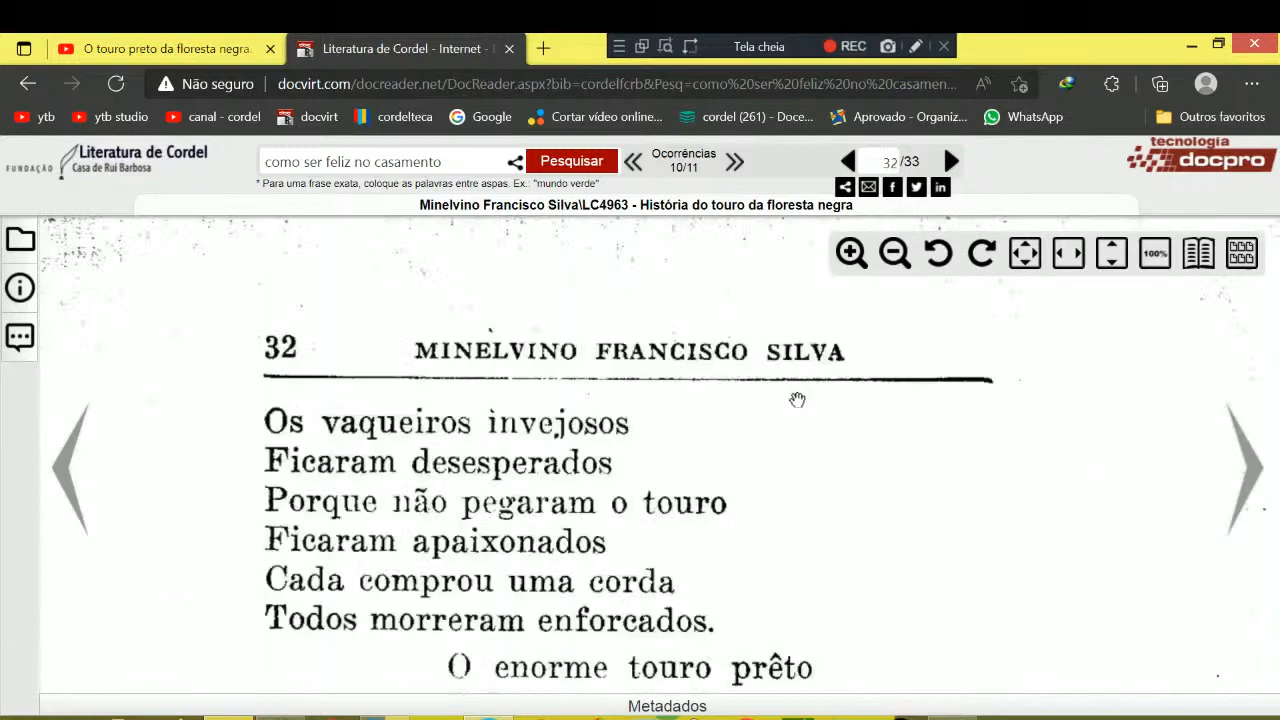 O touro preto da floresta negra.
Literatura de Cordel - Internet -
Tela cheia
REC
Não seguro
docvirt.com/docreader.net/DocReader.aspx?bib=cordelfcrb&Pesq=como%20ser%20feliz%20no%20casamen...
ytb
ytb studio
canal - cordel
docvirt
cordelteca
Google
Cortar vídeo online...
cordel (261) - Doce...
Aprovado - Organiz...
WhatsApp
Outros favoritos
FUNDAÇÃO
Literatura de Cordel
Casa de Rui Barbosa
como ser feliz no casamento
Pesquisar
Ocorrências
10/11
32 /33
tecnologia
docpro
* Para uma frase exata, coloque as palavras entre aspas. Ex.: "mundo verde"
Minelvino Francisco Silva\LC4963 - História do touro da floresta negra
100%
32 MINELVINO FRANCISCO SILVA
Os vaqueiros invejosos
Ficaram desesperados
Porque não pegaram o touro
Ficaram apaixonados
Cada comprou uma corda
Todos morreram enforcados.
O enorme touro prêto
Metadados